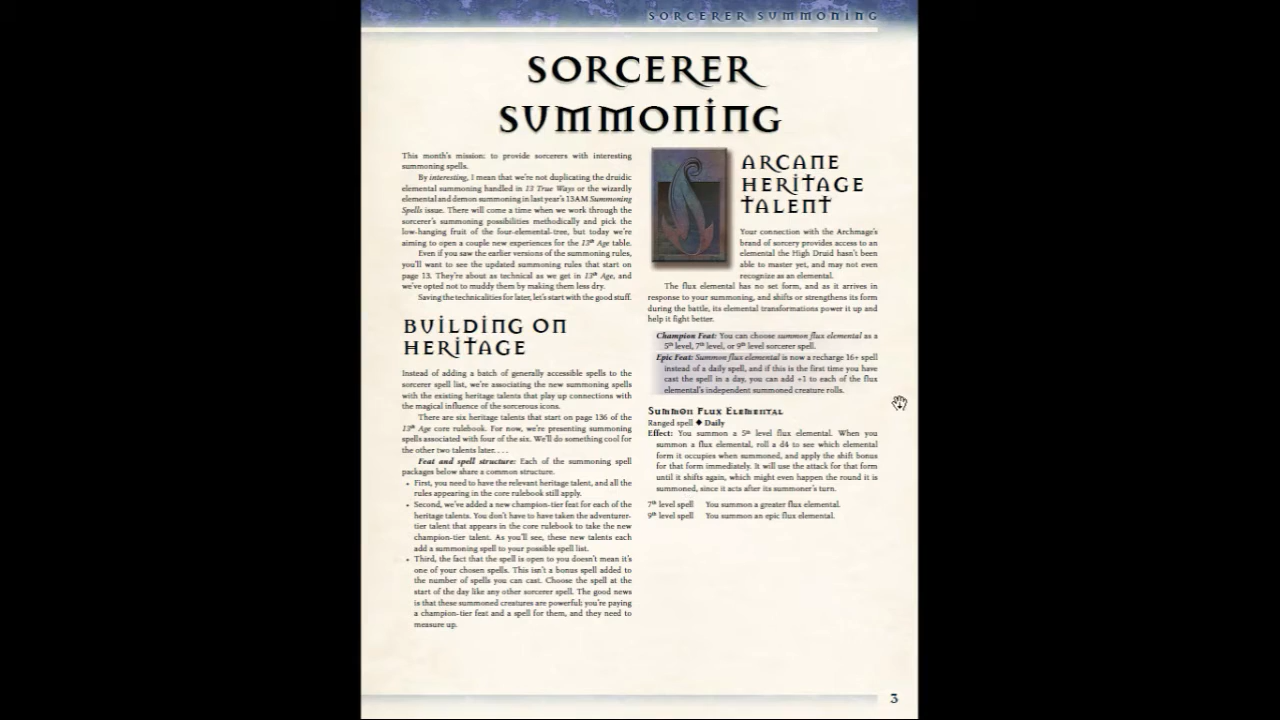 SORCERER SUMMONING
SORCERER
SUMMONING
This month's mission: to provide sorcerers with interesting
summoning spells.
By interesting, I mean that we're not duplicating the druidic
elemental summoning handled in 13 True Ways or the wizardly
elemental and demon summoning in last year's 13AM Summoning
Spells issue. There will come a time when we work through the
sorcerer's summoning possibilities methodically and pick the
low-hanging fruit of the four-elemental-tree, but today we're
aiming to open a couple new experiences for the 13th Age table.
Even if you saw the earlier versions of the summoning rules,
you'll want to see the updated summoning rules that start on
page 13. They're about as technical as we get in 13th Age, and
we've opted not to muddy them by making them less dry.
Saving the technicalities for later, let's start with the good stuff.
BUILDING ON
HERITAGE
Instead of adding a batch of generally accessible spells to the
sorcerer spell list, we're associating the new summoning spells
with the existing heritage talents that play up connections with
the magical influence of the sorcerous icons.
There are six heritage talents that start on page 136 of the
13th Age core rulebook. For now, we're presenting summoning
spells associated with four of the six. We'll do something cool for
the other two talents later. . . .
Feat and spell structure: Each of the summoning spell
packages below share a common structure.
• First, you need to have the relevant heritage talent, and all the
rules appearing in the core rulebook still apply.
• Second, we've added a new champion-tier feat for each of the
heritage talents. You don't have to have taken the adventurer-
tier talent that appears in the core rulebook to take the new
champion-tier talent. As you'll see, these new talents each
add a summoning spell to your possible spell list.
• Third, the fact that the spell is open to you doesn't mean it's
one of your chosen spells. This isn't a bonus spell added to
the number of spells you can cast. Choose the spell at the
start of the day like any other sorcerer spell. The good news
is that these summoned creatures are powerful; you're paying
a champion-tier feat and a spell for them, and they need to
measure up.
ARCANE
HERITAGE
TALENT
Your connection with the Archmage's
brand of sorcery provides access to an
elemental the High Druid hasn't been
able to master yet, and may not even
recognize as an elemental.
The flux elemental has no set form, and as it arrives in
response to your summoning, and shifts or strengthens its form
during the battle, its elemental transformations power it up and
help it fight better.
Champion Feat: You can choose summon flux elemental as a
5th level, 7th level, or 9th level sorcerer spell.
Epic Feat: Summon flux elemental is now a recharge 16+ spell
instead of a daily spell, and if this is the first time you have
cast the spell in a day, you can add +1 to each of the flux
elemental's independent summoned creature rolls.
Summon Flux Elemental
Ranged spell ◆ Daily
Effect: You summon a 5th level flux elemental. When you
summon a flux elemental, roll a d4 to see which elemental
form it occupies when summoned, and apply the shift bonus
for that form immediately. It will use the attack for that form
until it shifts again, which might even happen the round it is
summoned, since it acts after its summoner's turn.
7th level spell You summon a greater flux elemental.
9th level spell You summon an epic flux elemental.
3